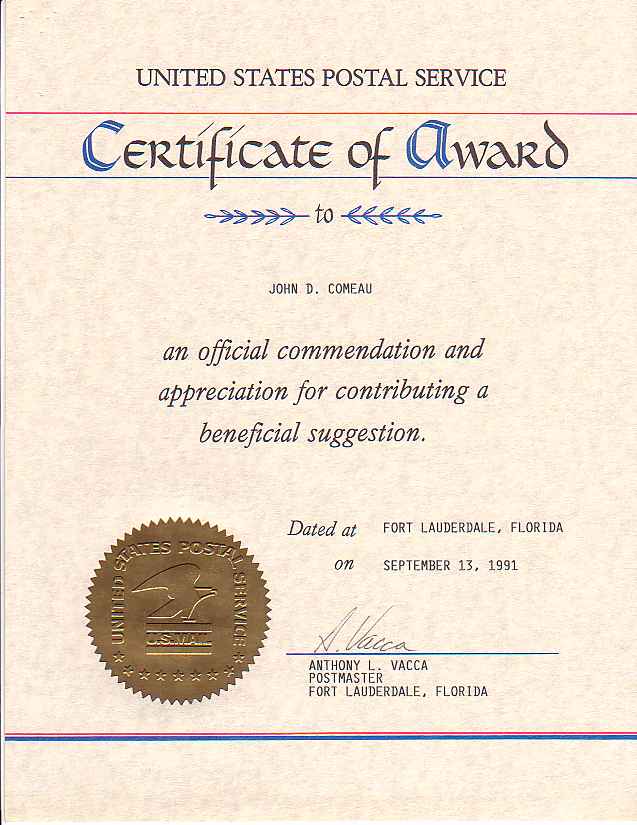 UNITED STATES POSTAL SERVICE
Certificate of Award
to
JOHN D. COMEAU
an official commendation and
appreciation for contributing a
beneficial suggestion.
Dated at FORT LAUDERDALE, FLORIDA
on SEPTEMBER 13, 1991
UNITED STATES POSTAL SERVICE
U.S.MAIL
A. Vacca
ANTHONY L. VACCA
POSTMASTER
FORT LAUDERDALE, FLORIDA